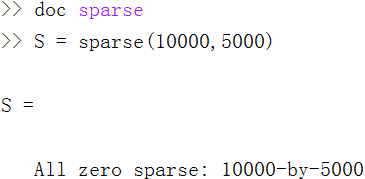 >> doc sparse
>> S = sparse(10000,5000)
S =
All zero sparse: 10000-by-5000